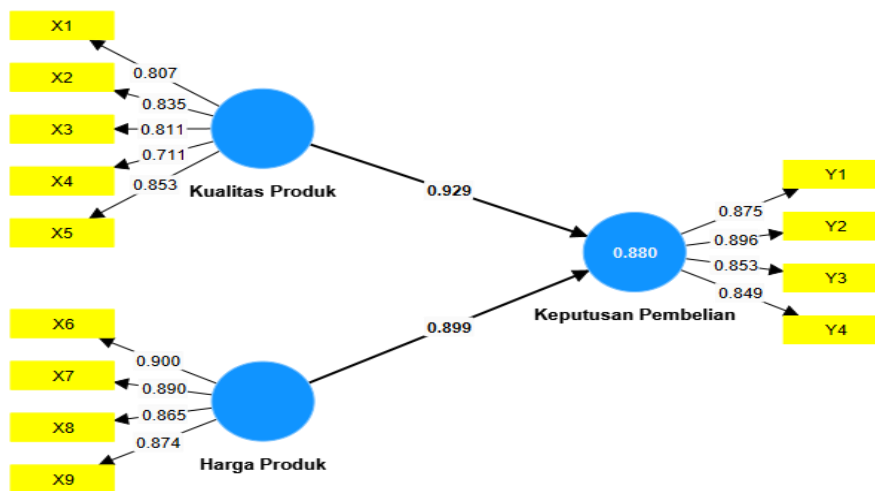 X1
X2
X3
X4
X5
0.807
0.835
0.811
0.711
0.853
Kualitas Produk
0.929
X6
X7
X8
X9
0.900
0.890
0.865
0.874
Harga Produk
0.899
0.880
Keputusan Pembelian
0.875
0.896
0.853
0.849
Y1
Y2
Y3
Y4